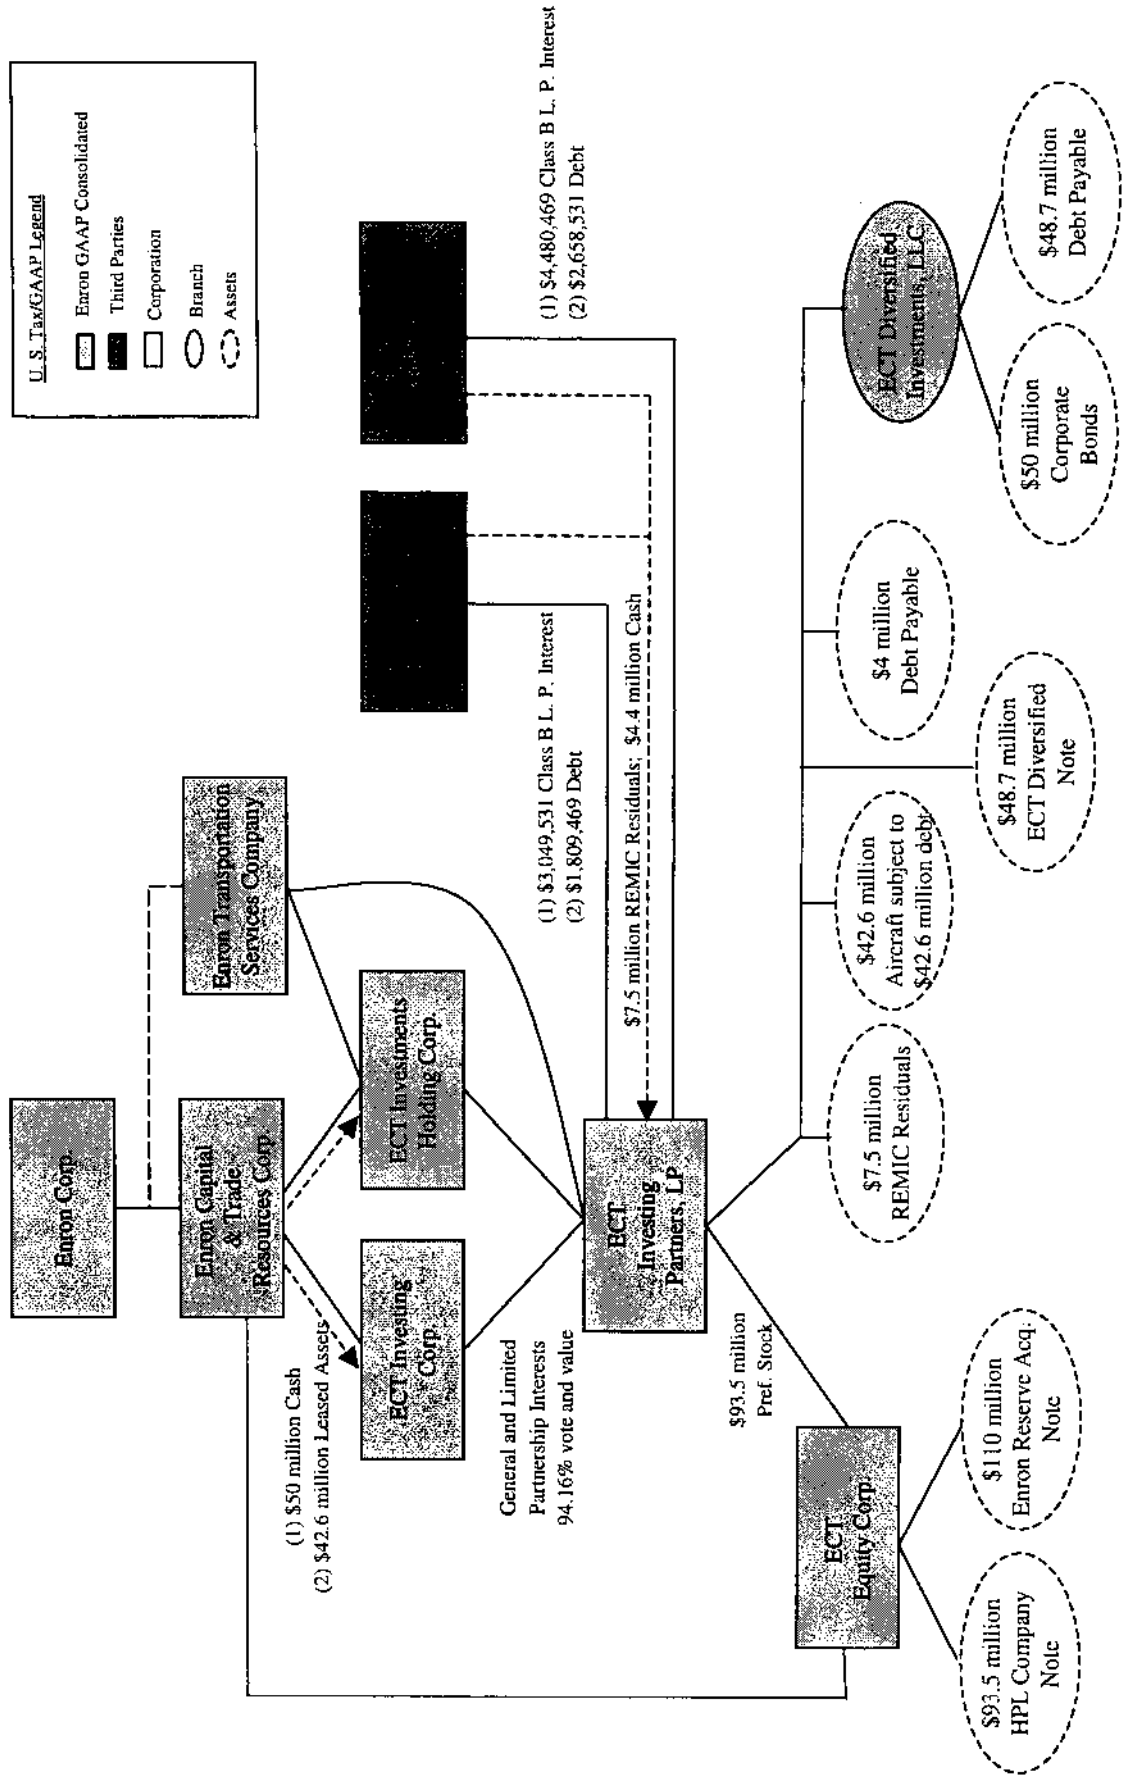 U.S. Tax/GAAP Legend
Enron GAAP Consolidated
Third Parties
Corporation
Branch
Assets
Enron Corp.
Enron Capital
& Trade
Resources Corp.
Enron Transportation
Services Company
(1) $50 million Cash
(2) $42.6 million Leased Assets
ECT Investing
Corp.
ECT Investments
Holding Corp.
General and Limited
Partnership Interests
94.16% vote and value
(1) $3,049,531 Class B L. P. Interest
(2) $1,809,469 Debt
(1) $4,480,469 Class B L. P. Interest
(2) $2,658,531 Debt
$7.5 million REMIC Residuals; $4.4 million Cash
ECT
Investing
Partners, LP
$93.5 million
Pref. Stock
ECT
Equity Corp.
$93.5 million
HPL Company
Note
$110 million
Enron Reserve Acq.
Note
$7.5 million
REMIC Residuals
$42.6 million
Aircraft subject to
$42.6 million debt
$48.7 million
ECT Diversified
Note
$4 million
Debt Payable
ECT Diversified
Investments, LLC
$50 million
Corporate
Bonds
$48.7 million
Debt Payable